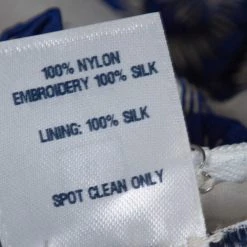 100% NYLON
EMBROIDERY 100% SILK
LINING: 100% SILK
SPOT CLEAN ONLY